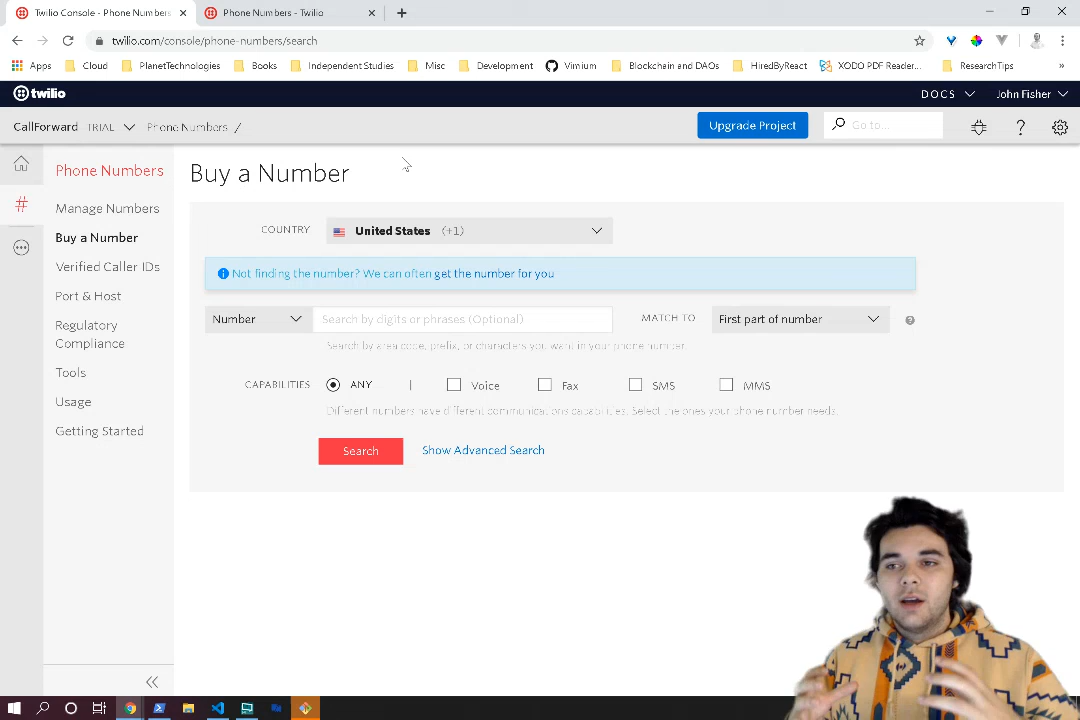 Twilio Console - Phone Numbers
Phone Numbers - Twilio
twilio.com/console/phone-numbers/search
Apps
Cloud
PlanetTechnologies
Books
Independent Studies
Misc
Development
Vimium
Blockchain and DAOs
HiredByReact
XODO PDF Reader...
ResearchTips
»
twilio
DOCS
John Fisher
CallForward TRIAL
Phone Numbers /
Upgrade Project
Go to...
?
Phone Numbers
#
Manage Numbers
Buy a Number
Verified Caller IDs
Port & Host
Regulatory
Compliance
Tools
Usage
Getting Started
Buy a Number
COUNTRY
United States (+1)
Not finding the number? We can often get the number for you
Number
Search by digits or phrases (Optional)
MATCH TO
First part of number
Search by area code, prefix, or characters you want in your phone number.
CAPABILITIES
ANY
|
Voice
Fax
SMS
MMS
Different numbers have different communications capabilities. Select the ones your phone number needs.
Search
Show Advanced Search